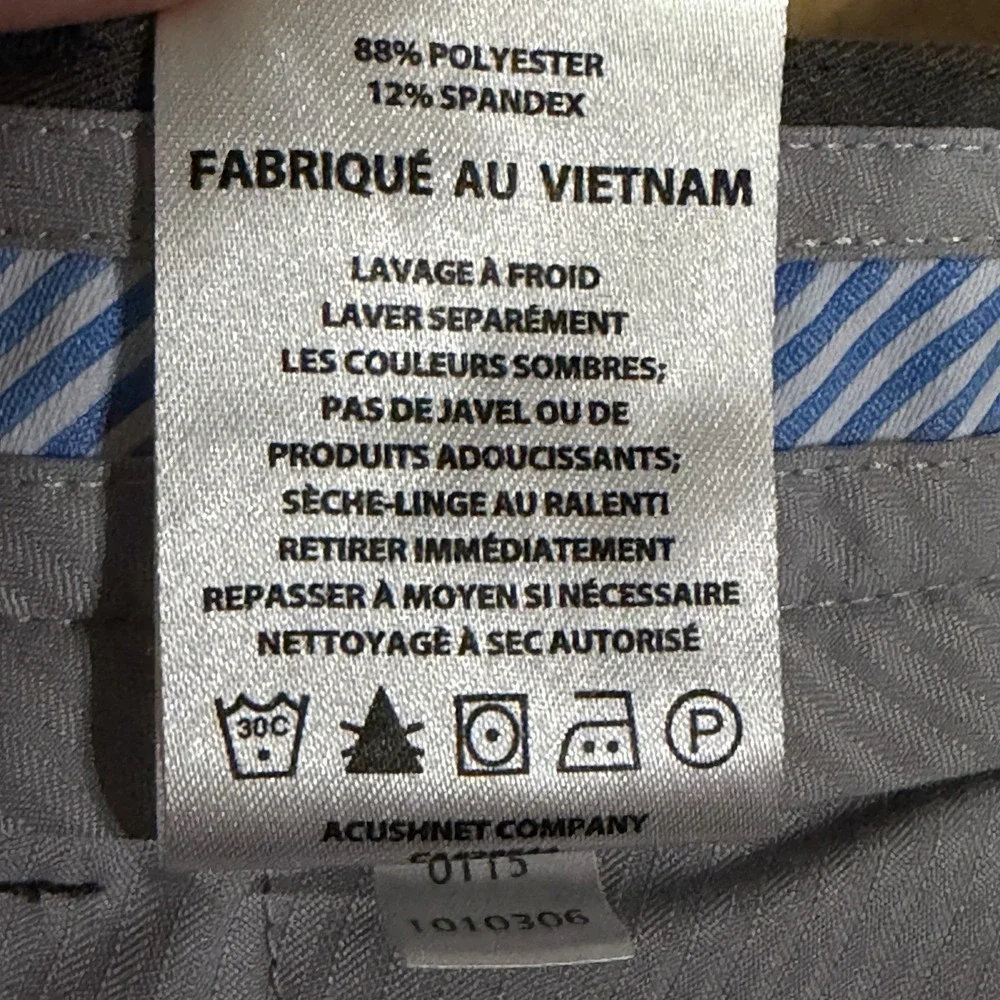 88% POLYESTER
12% SPANDEX
FABRIQUÉ AU VIETNAM
LAVAGE À FROID
LAVER SEPARÉMENT
LES COULEURS SOMBRES;
PAS DE JAVEL OU DE
PRODUITS ADOUCISSANTS;
SÈCHE-LINGE AU RALENTI
RETIRER IMMÉDIATEMENT
REPASSER À MOYEN SI NÉCESSAIRE
NETTOYAGÈ À SEC AUTORISÉ
30C
P
ACUSHNET COMPANY
1010306